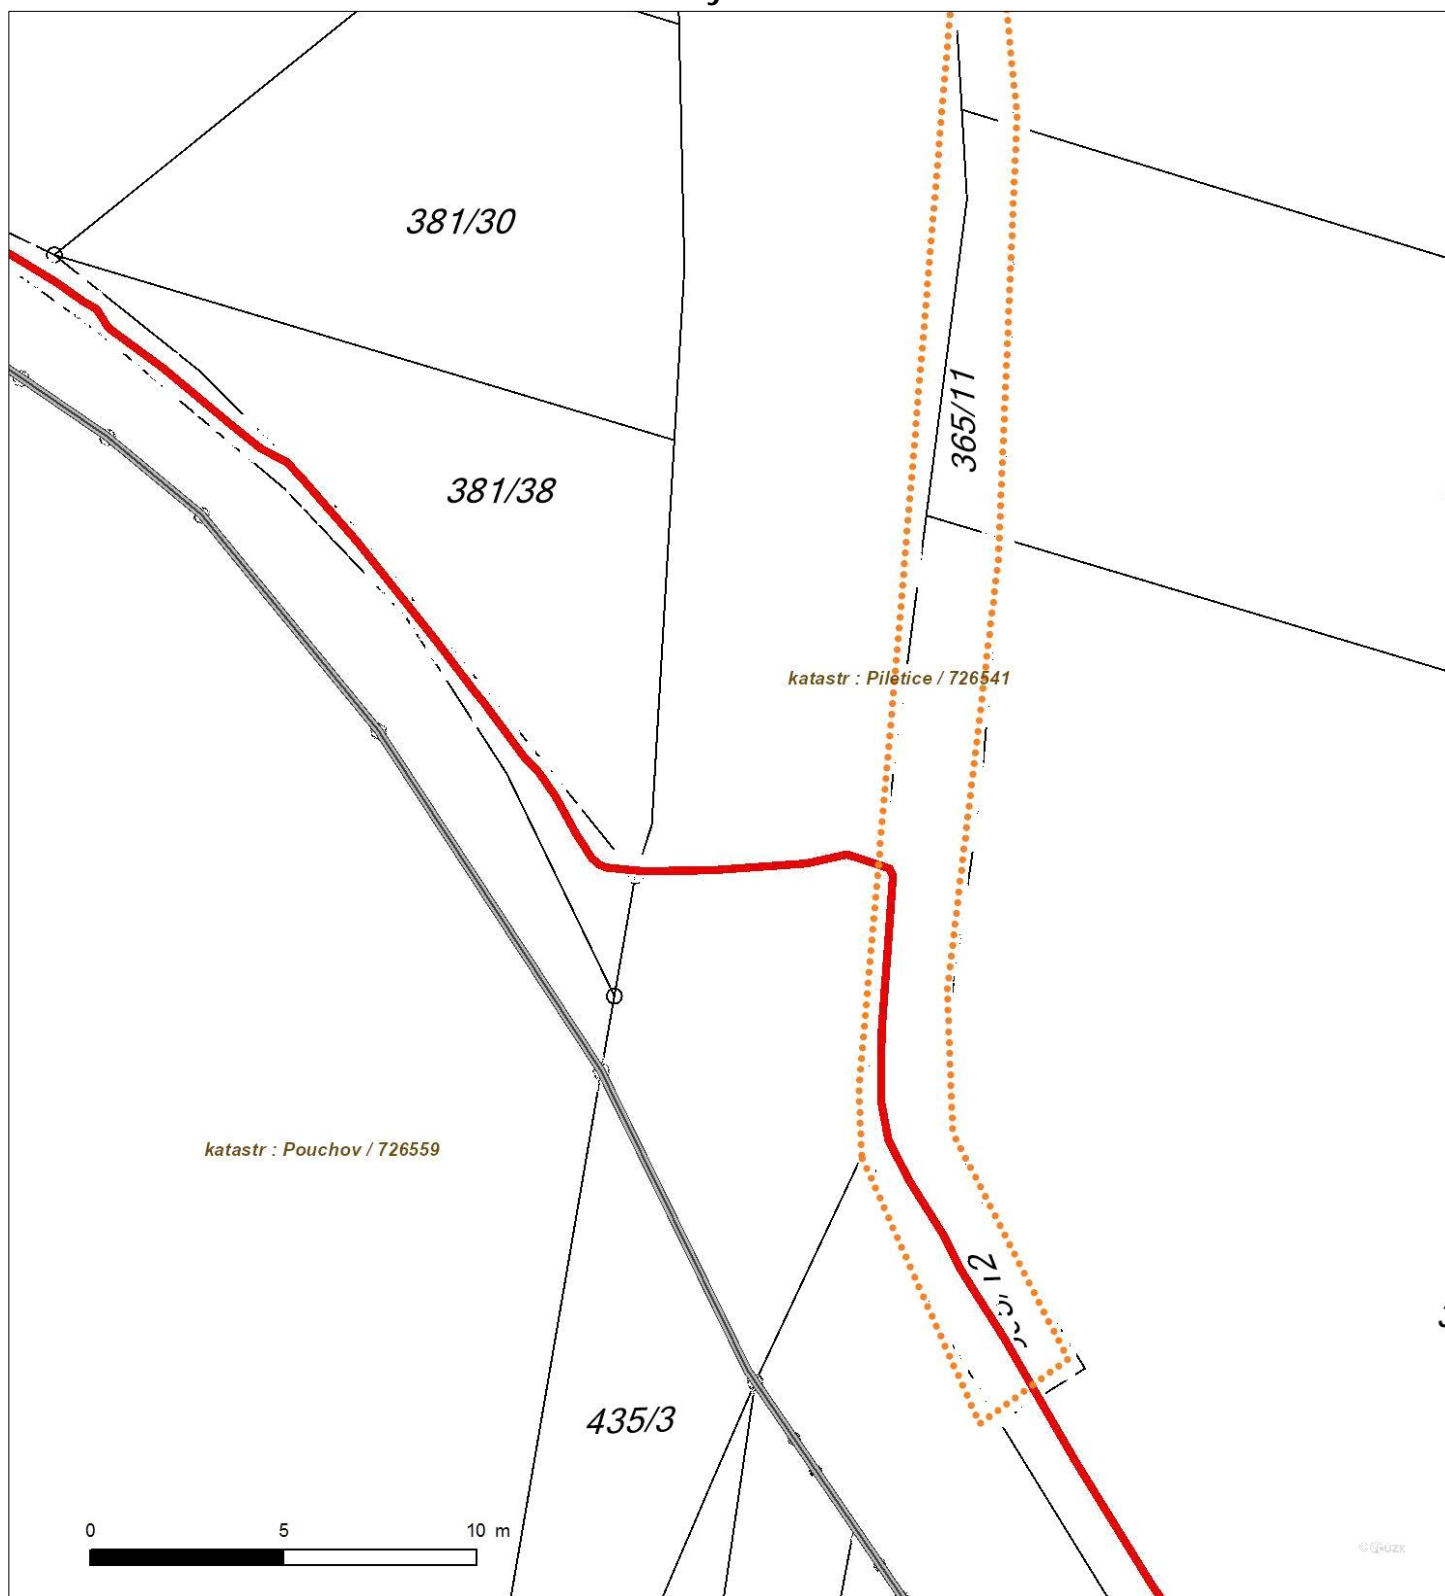 381/30
365/11
381/38
katastr : Piletice / 726541
katastr : Pouchov / 726559
435/3
0 5 10 m